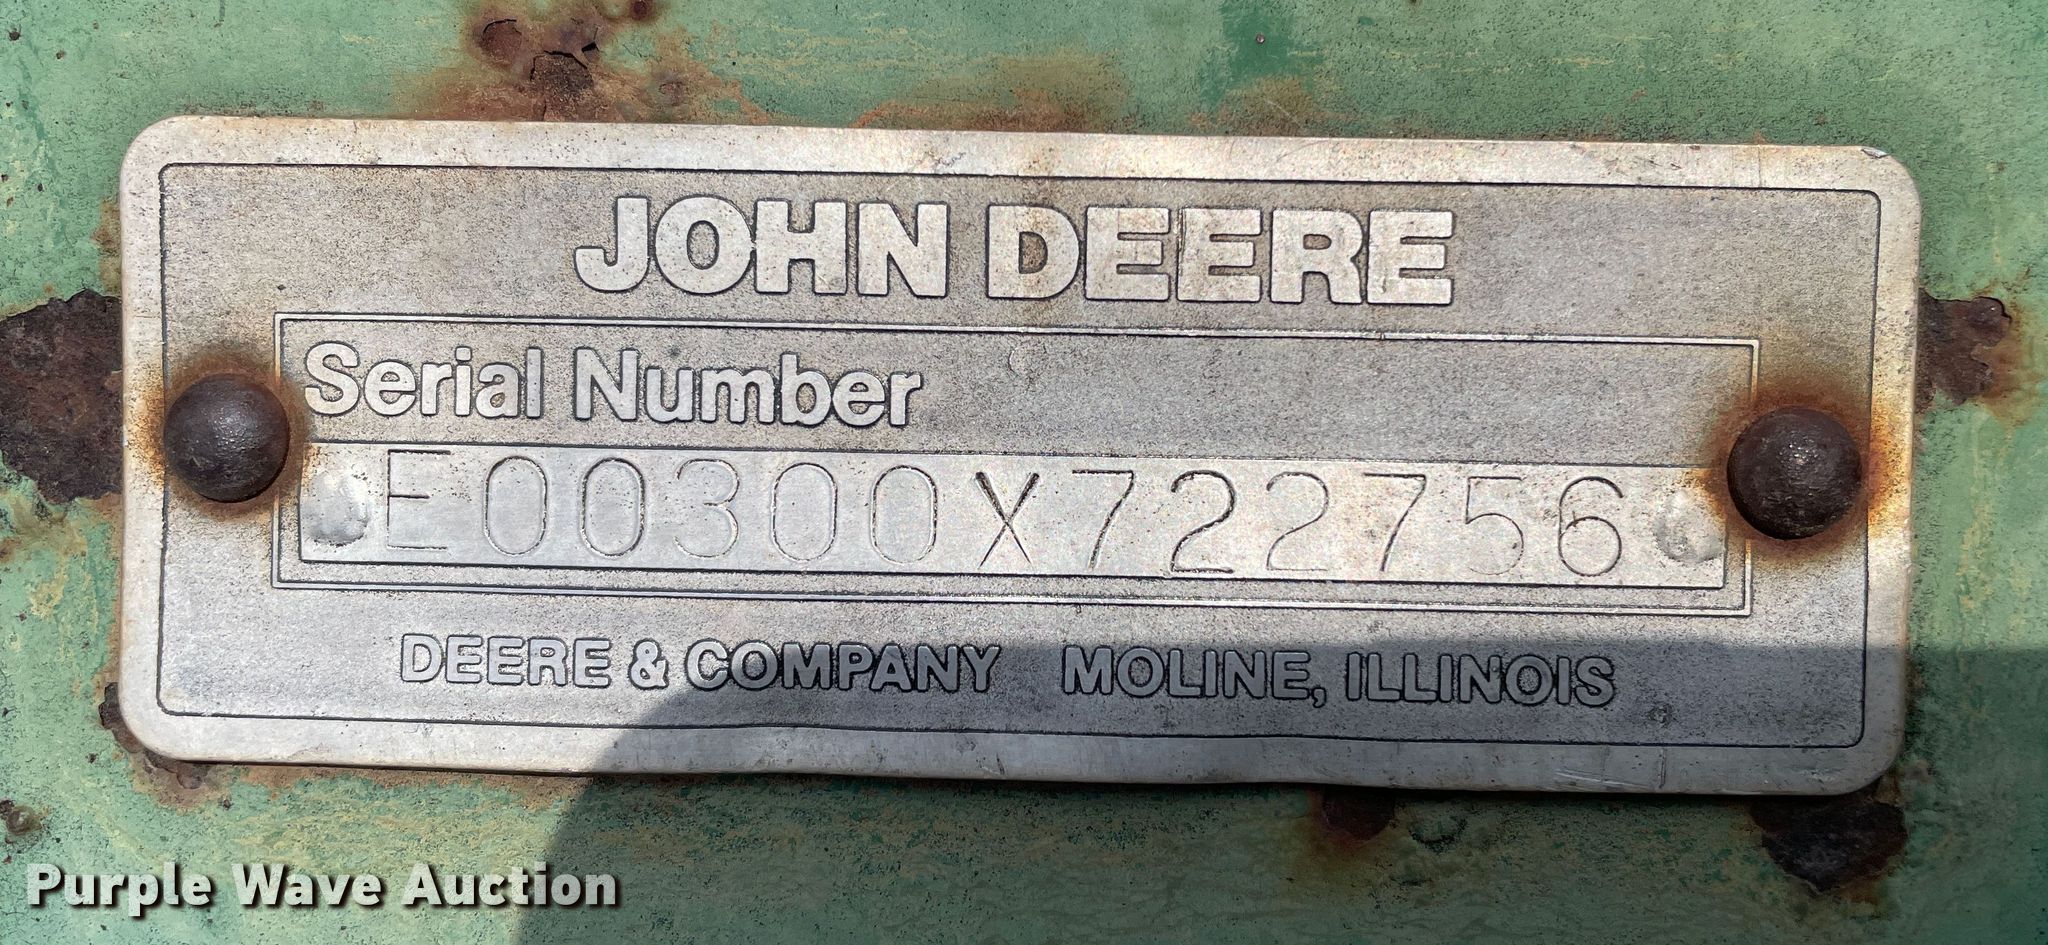 JOHN DEERE
Serial Number
E00300X722756
DEERE & COMPANY MOLINE, ILLINOIS
Purple Wave Auction